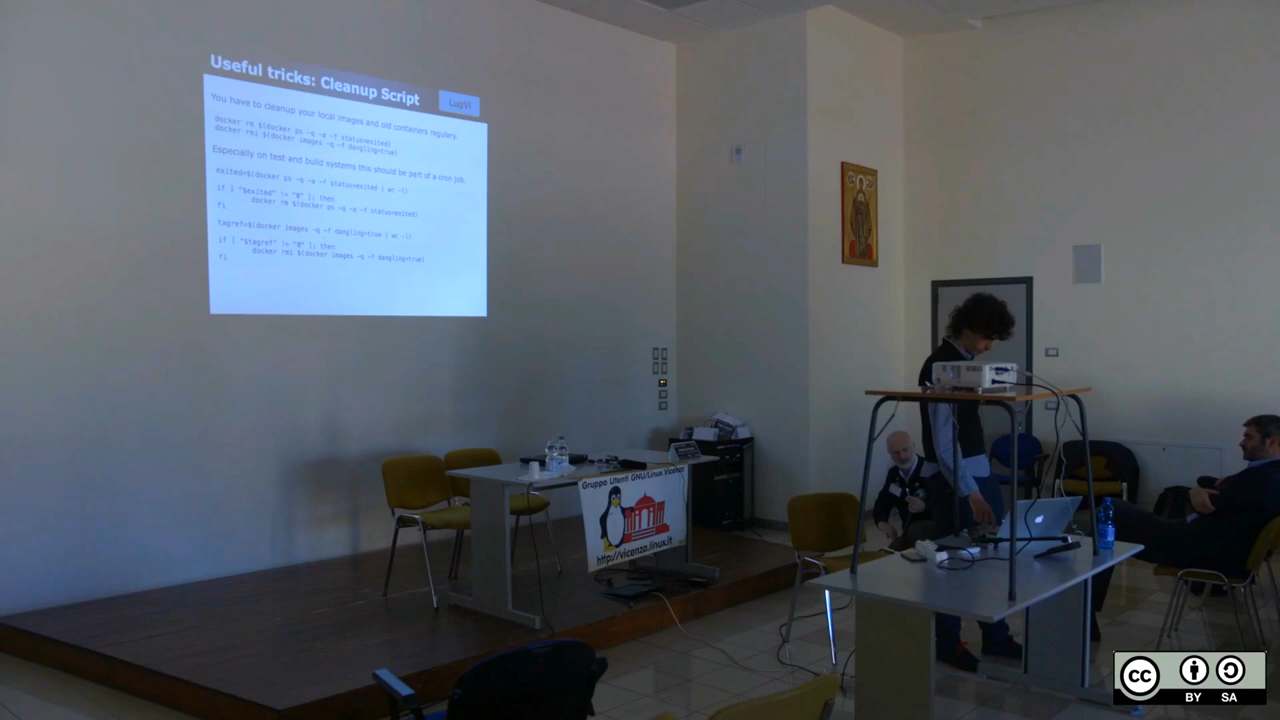 Useful tricks: Cleanup Script
LugVI
You have to cleanup your local images and old containers regulery.
docker rm $(docker ps -q -a -f status=exited)
docker rmi $(docker images -q -f dangling=true)
Especially on test and build systems this should be part of a cron job.
exited=$(docker ps -q -a -f status=exited | wc -l)
if [ "$exited" != "0" ]; then
docker rm $(docker ps -q -a -f status=exited)
fi
tagref=$(docker images -q -f dangling=true | wc -l)
if [ "$tagref" != "0" ]; then
docker rmi $(docker images -q -f dangling=true)
fi
Gruppo Utenti GNU/Linux Vicenza
http://vicenza.linux.it
cc
BY SA